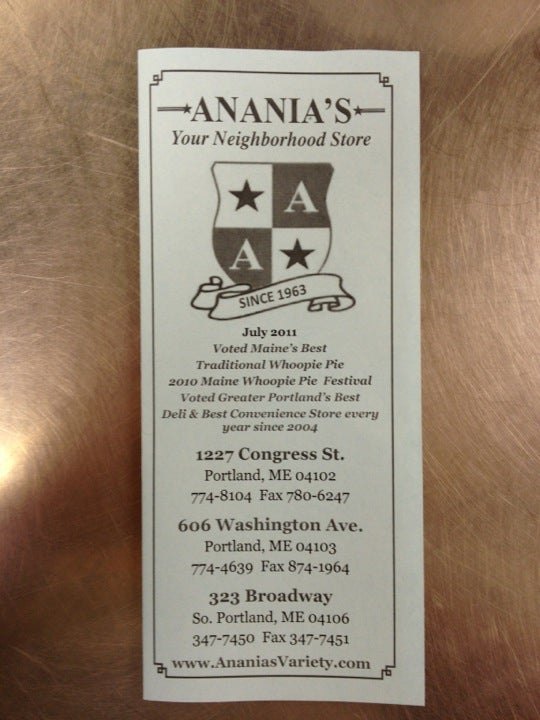 ANANIA'S
Your Neighborhood Store
A
A
SINCE 1963
July 2011
Voted Maine's Best
Traditional Whoopie Pie
2010 Maine Whoopie Pie Festival
Voted Greater Portland's Best
Deli & Best Convenience Store every
year since 2004
1227 Congress St.
Portland, ME 04102
774-8104 Fax 780-6247
606 Washington Ave.
Portland, ME 04103
774-4639 Fax 874-1964
323 Broadway
So. Portland, ME 04106
347-7450 Fax 347-7451
www.AnaniasVariety.com